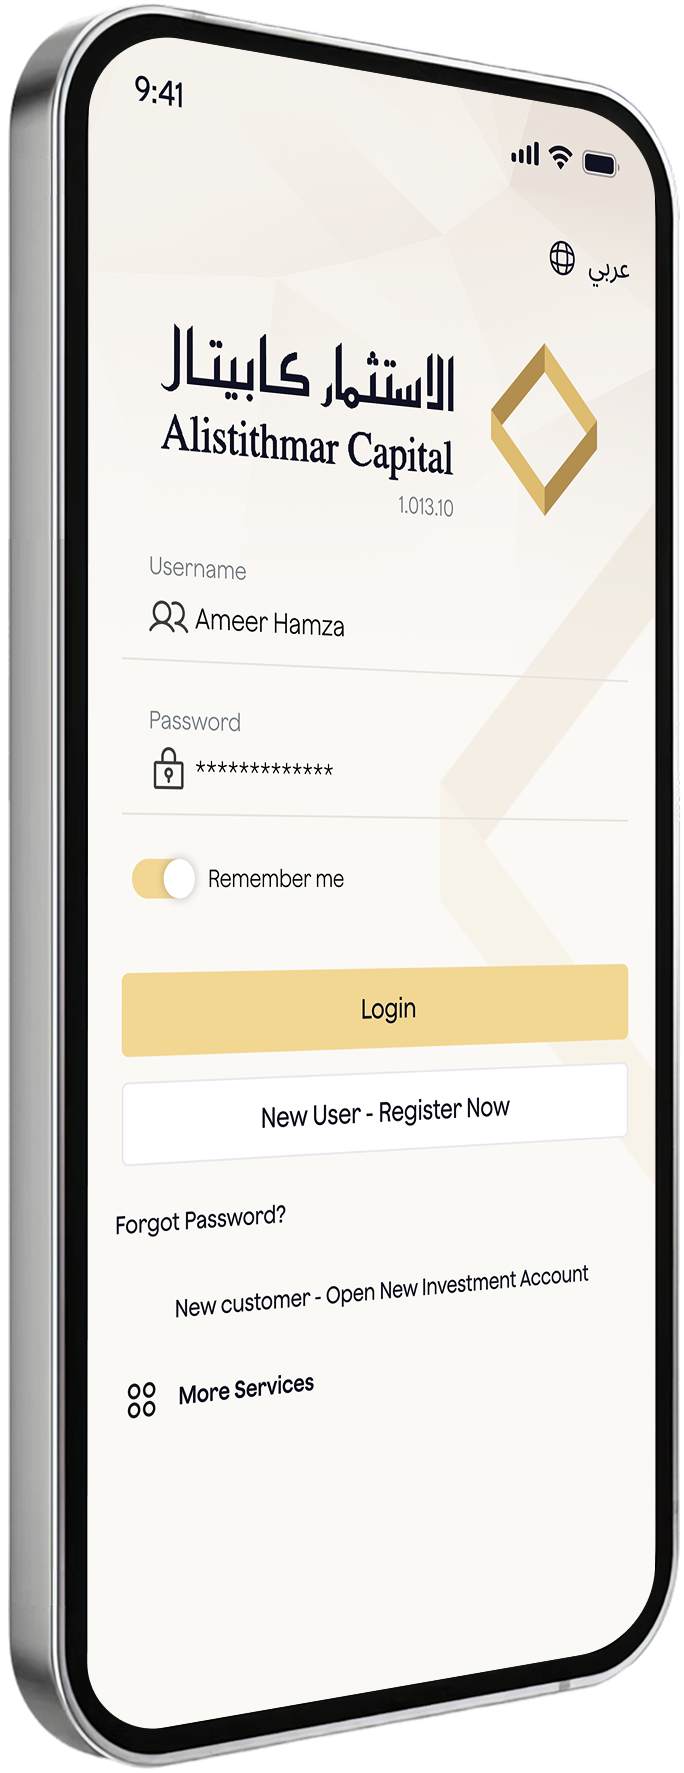 9:41
عربي
الاستثمار كابيتال
Alistithmar Capital
1.013.10
Username
Ameer Hamza
Password
*************
Remember me
Login
New User - Register Now
Forgot Password?
New customer - Open New Investment Account
More Services